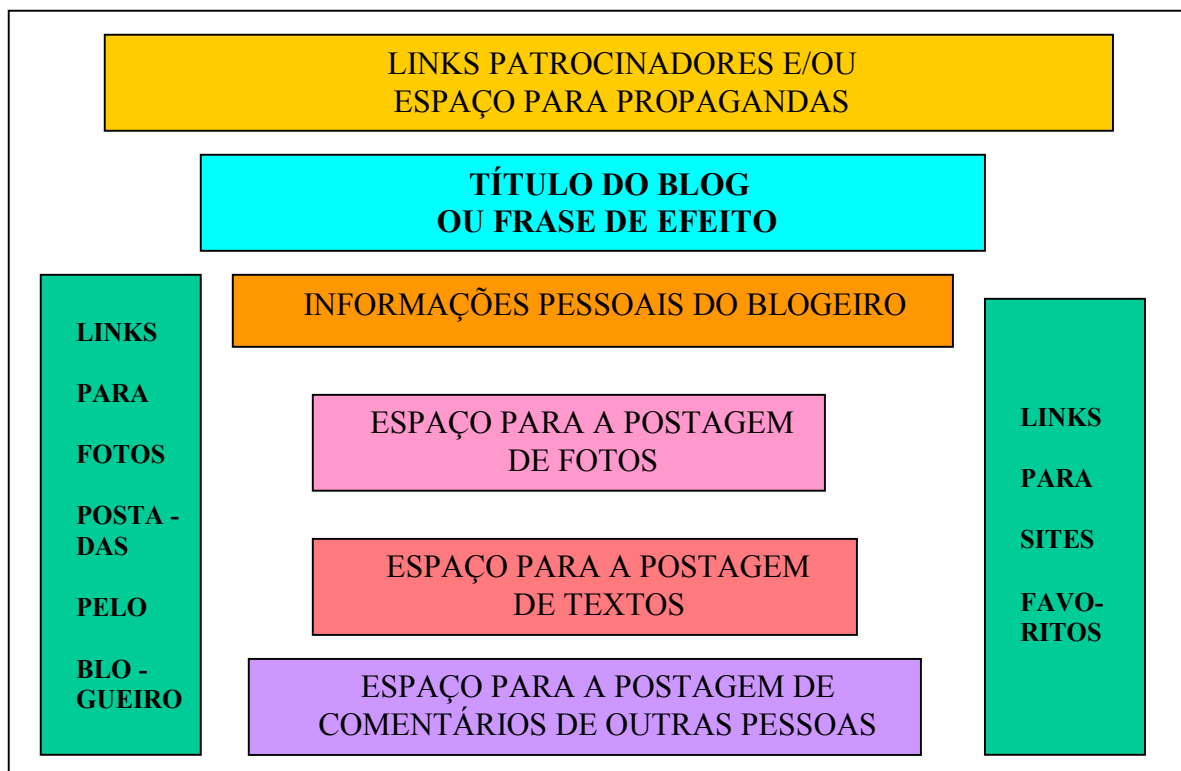 LINKS PATROCINADORES E/OU
ESPAÇO PARA PROPAGANDAS
TÍTULO DO BLOG
OU FRASE DE EFEITO
INFORMAÇÕES PESSOAIS DO BLOGEIRO
LINKS
PARA
FOTOS
POSTA -
DAS
PELO
BLO -
GUEIRO
ESPAÇO PARA A POSTAGEM
DE FOTOS
ESPAÇO PARA A POSTAGEM
DE TEXTOS
ESPAÇO PARA A POSTAGEM DE
COMENTÁRIOS DE OUTRAS PESSOAS
LINKS
PARA
SITES
FAVO-
RITOS